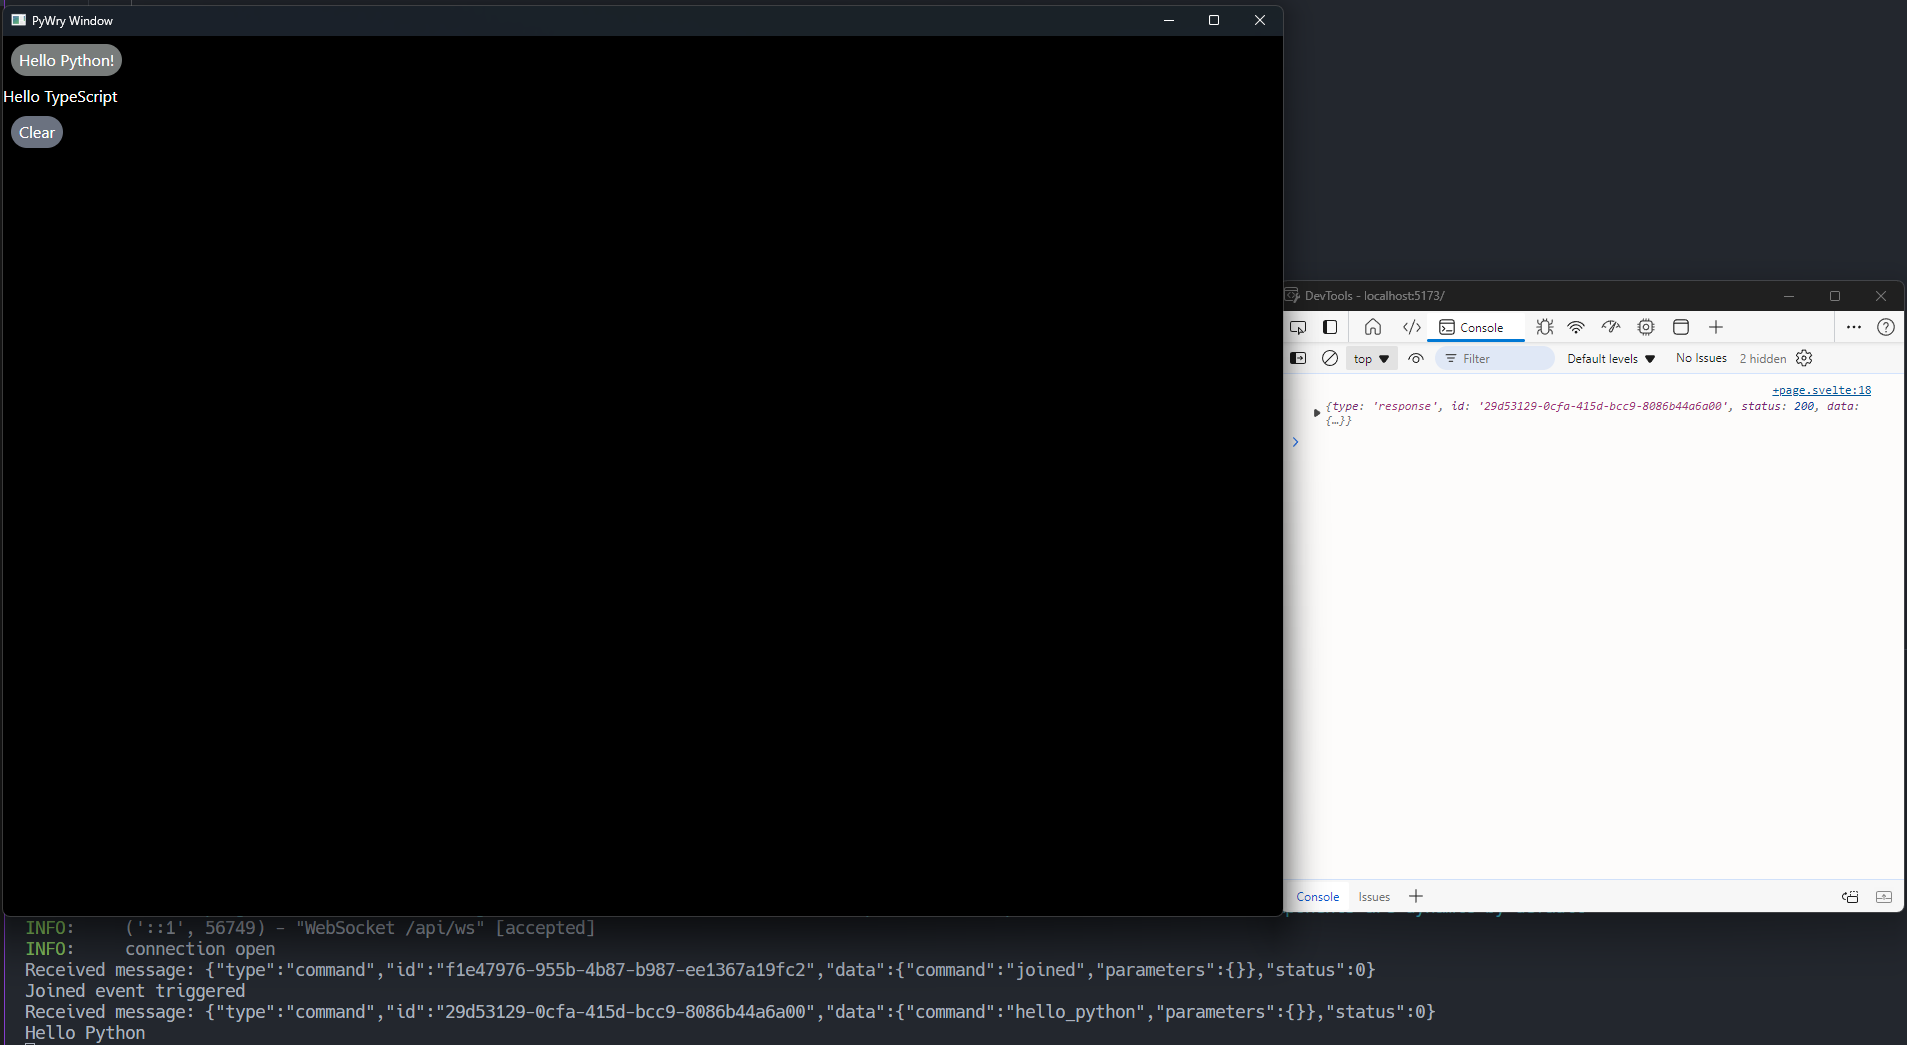 PyWry Window
Hello Python!
Hello TypeScript
Clear
DevTools - localhost:5173/
Console
top
Filter
Default levels
No Issues
2 hidden
+page.svelte:18
{type: 'response', id: '29d53129-0cfa-415d-bcc9-8086b44a6a00', status: 200, data:
{…}}
Console
Issues
INFO: ('::1', 56749) - "WebSocket /api/ws" [accepted]
INFO: connection open
Received message: {"type":"command","id":"f1e47976-955b-4b87-b987-ee1367a19fc2","data":{"command":"joined","parameters":{}},"status":0}
Joined event triggered
Received message: {"type":"command","id":"29d53129-0cfa-415d-bcc9-8086b44a6a00","data":{"command":"hello_python","parameters":{}},"status":0}
Hello Python